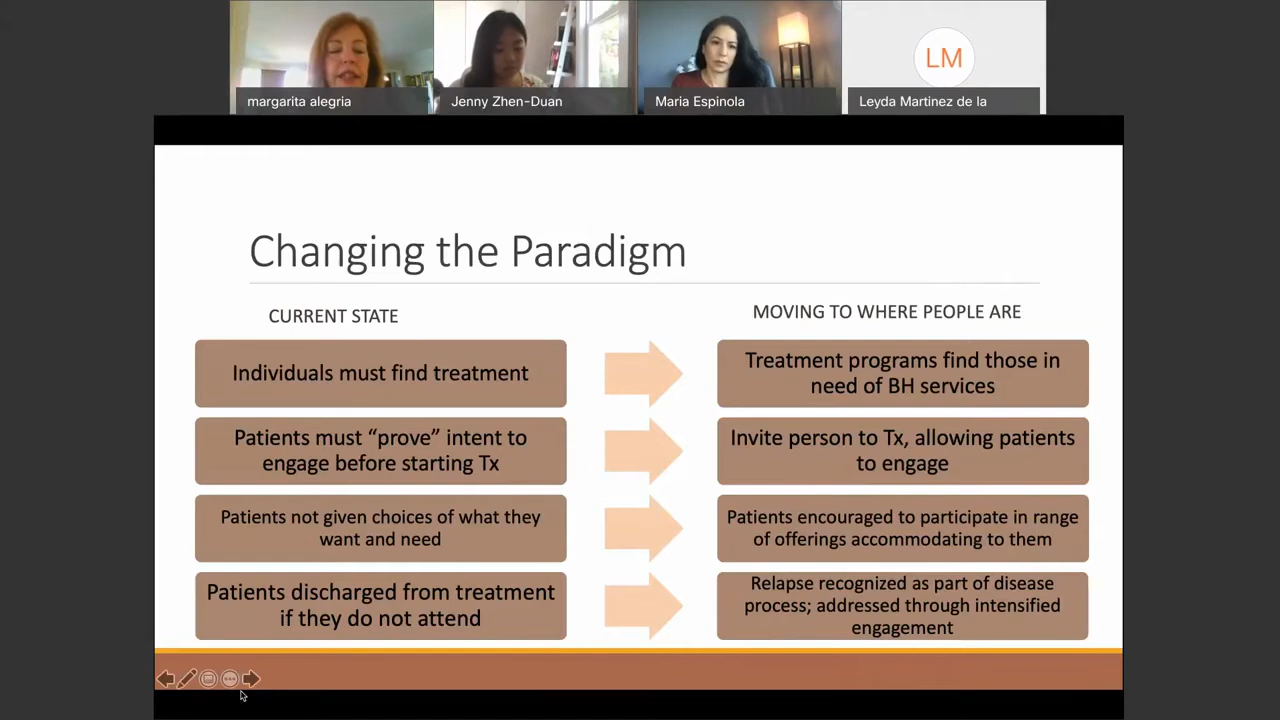 margarita alegria
Jenny Zhen-Duan
Maria Espinola
LM
Leyda Martinez de la
Changing the Paradigm
CURRENT STATE
MOVING TO WHERE PEOPLE ARE
Individuals must find treatment
Treatment programs find those in
need of BH services
Patients must “prove” intent to
engage before starting Tx
Invite person to Tx, allowing patients
to engage
Patients not given choices of what they
want and need
Patients encouraged to participate in range
of offerings accommodating to them
Patients discharged from treatment
if they do not attend
Relapse recognized as part of disease
process; addressed through intensified
engagement